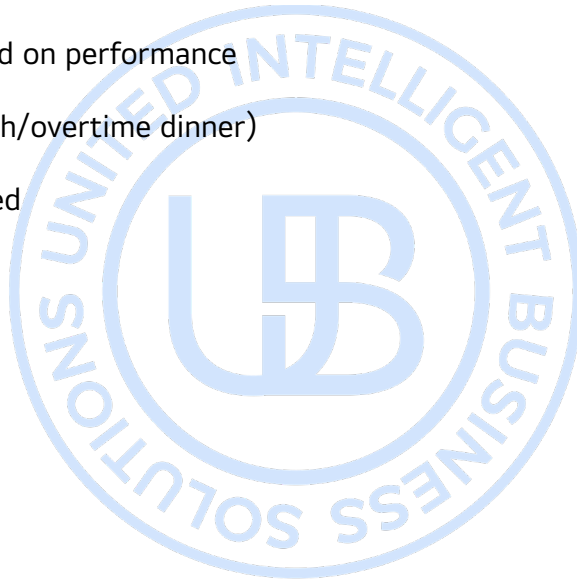 d on performance
h/overtime dinner)
ed
UNITED INTELLIGENT BUSINESS SOLUTIONS
UB